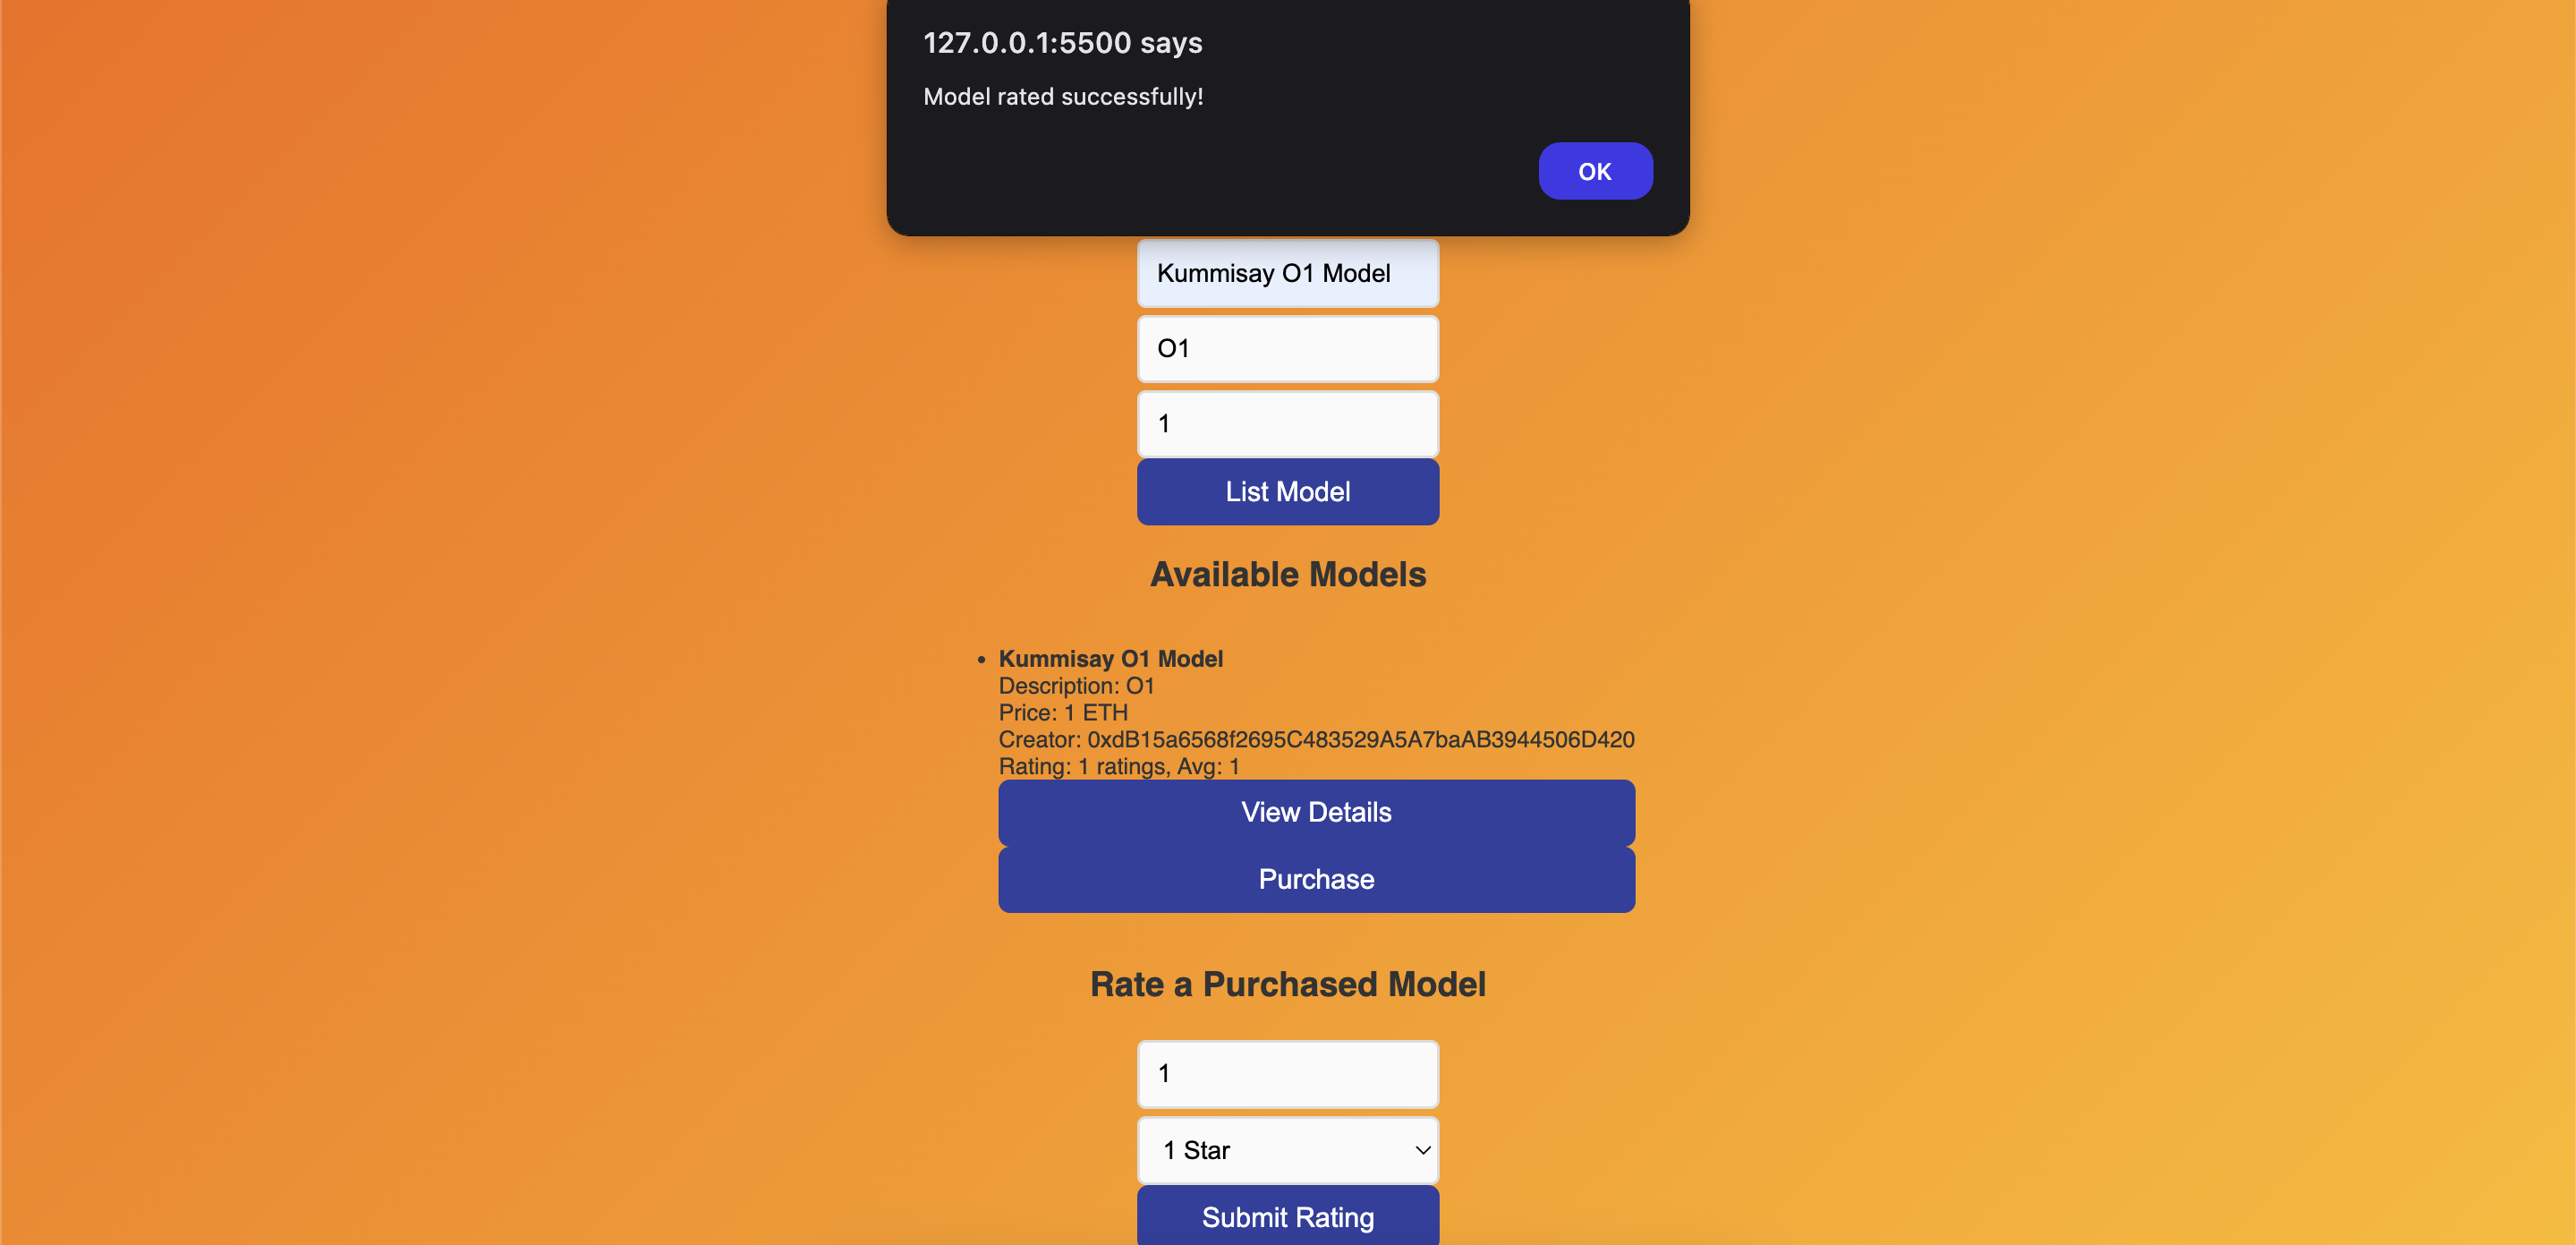 127.0.0.1:5500 says
Model rated successfully!
OK
Kummisay O1 Model
O1
1
List Model
Available Models
• Kummisay O1 Model
Description: O1
Price: 1 ETH
Creator: 0xdB15a6568f2695C483529A5A7baAB3944506D420
Rating: 1 ratings, Avg: 1
View Details
Purchase
Rate a Purchased Model
1
1 Star
Submit Rating